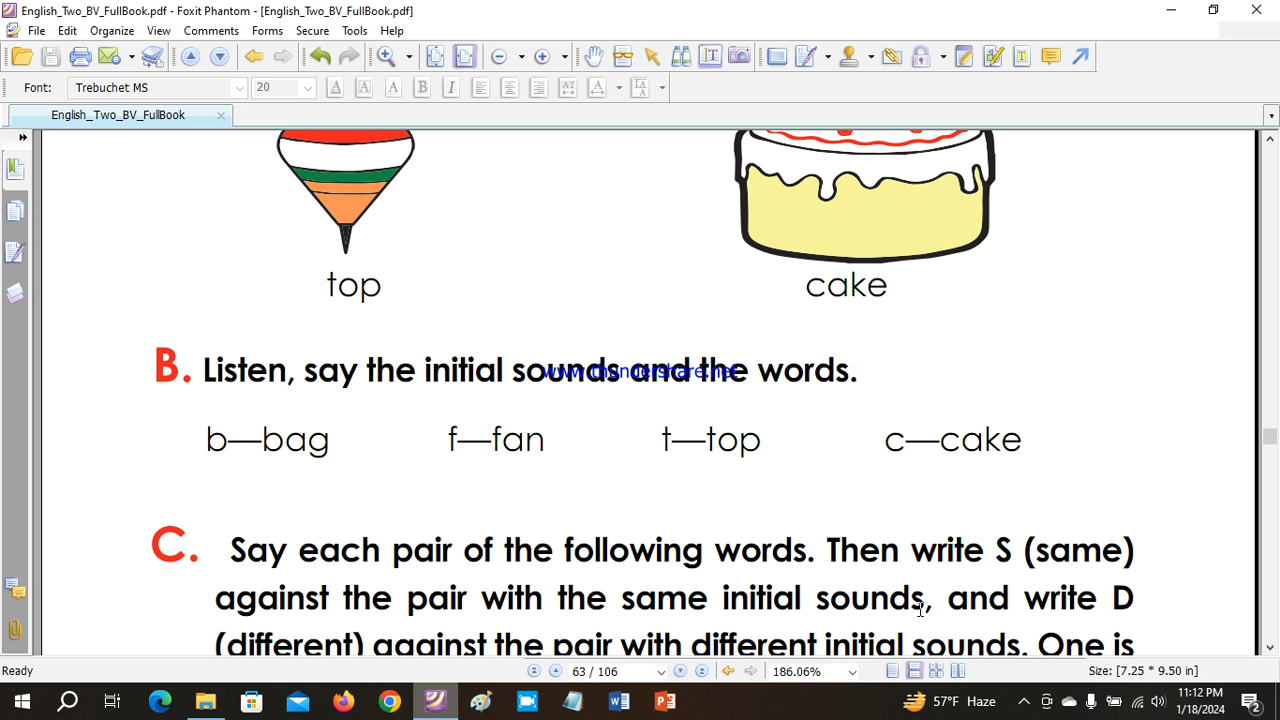 English_Two_BV_FullBook.pdf - Foxit Phantom - [English_Two_BV_FullBook.pdf]
File Edit Organize View Comments Forms Secure Tools Help
Font: Trebuchet MS 20
English_Two_BV_FullBook
top cake
B. Listen, say the initial sounds and the words.
www.thundershare.net
b—bag f—fan t—top c—cake
C. Say each pair of the following words. Then write S (same)
against the pair with the same initial sounds, and write D
(different) against the pair with different initial sounds. One is
Ready 63 / 106 186.06% Size: [7.25 * 9.50 in]
57°F Haze 11:12 PM
1/18/2024 2